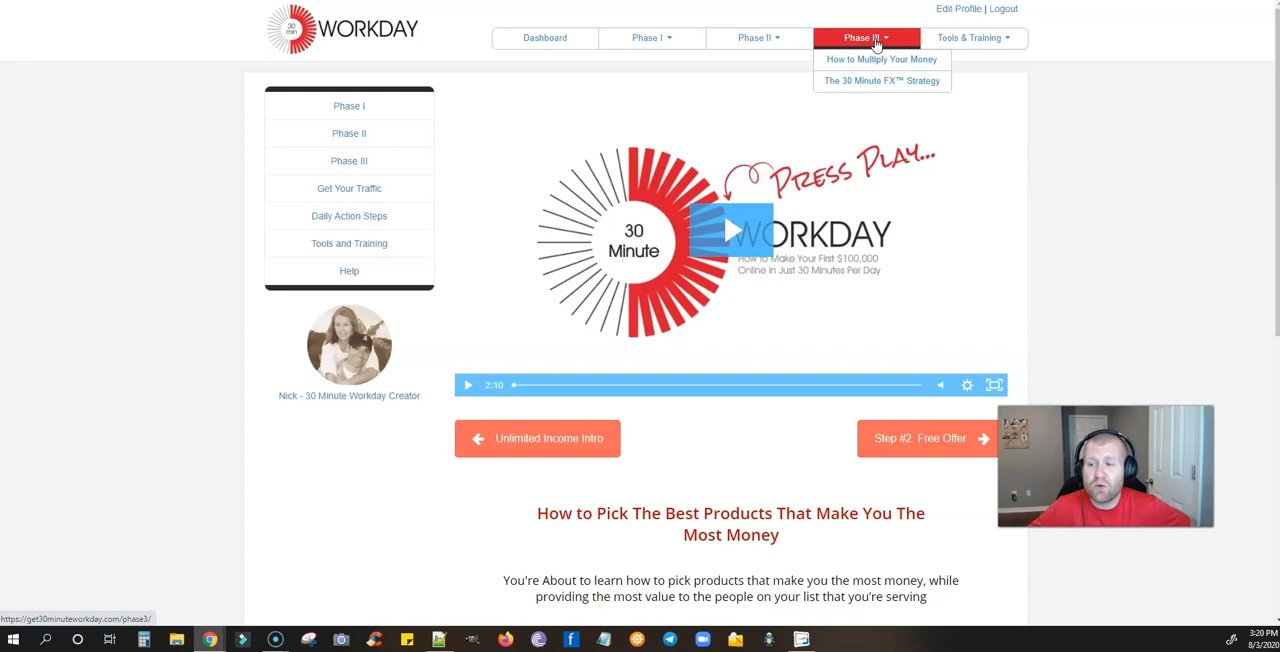 Edit Profile | Logout
30
min
WORKDAY
Dashboard
Phase I
Phase II
Phase III
Tools & Training
How to Multiply Your Money
The 30 Minute FX™ Strategy
Phase I
Phase II
Phase III
Get Your Traffic
Daily Action Steps
Tools and Training
Help
Nick - 30 Minute Workday Creator
PRESS PLAY...
30
Minute
WORKDAY
How to Make Your First $100,000
Online in Just 30 Minutes Per Day
2:10
Unlimited Income Intro
Step #2: Free Offer
How to Pick The Best Products That Make You The
Most Money
You're About to learn how to pick products that make you the most money, while
providing the most value to the people on your list that you're serving
https://get30minuteworkday.com/phase3/
3:20 PM
8/3/2020